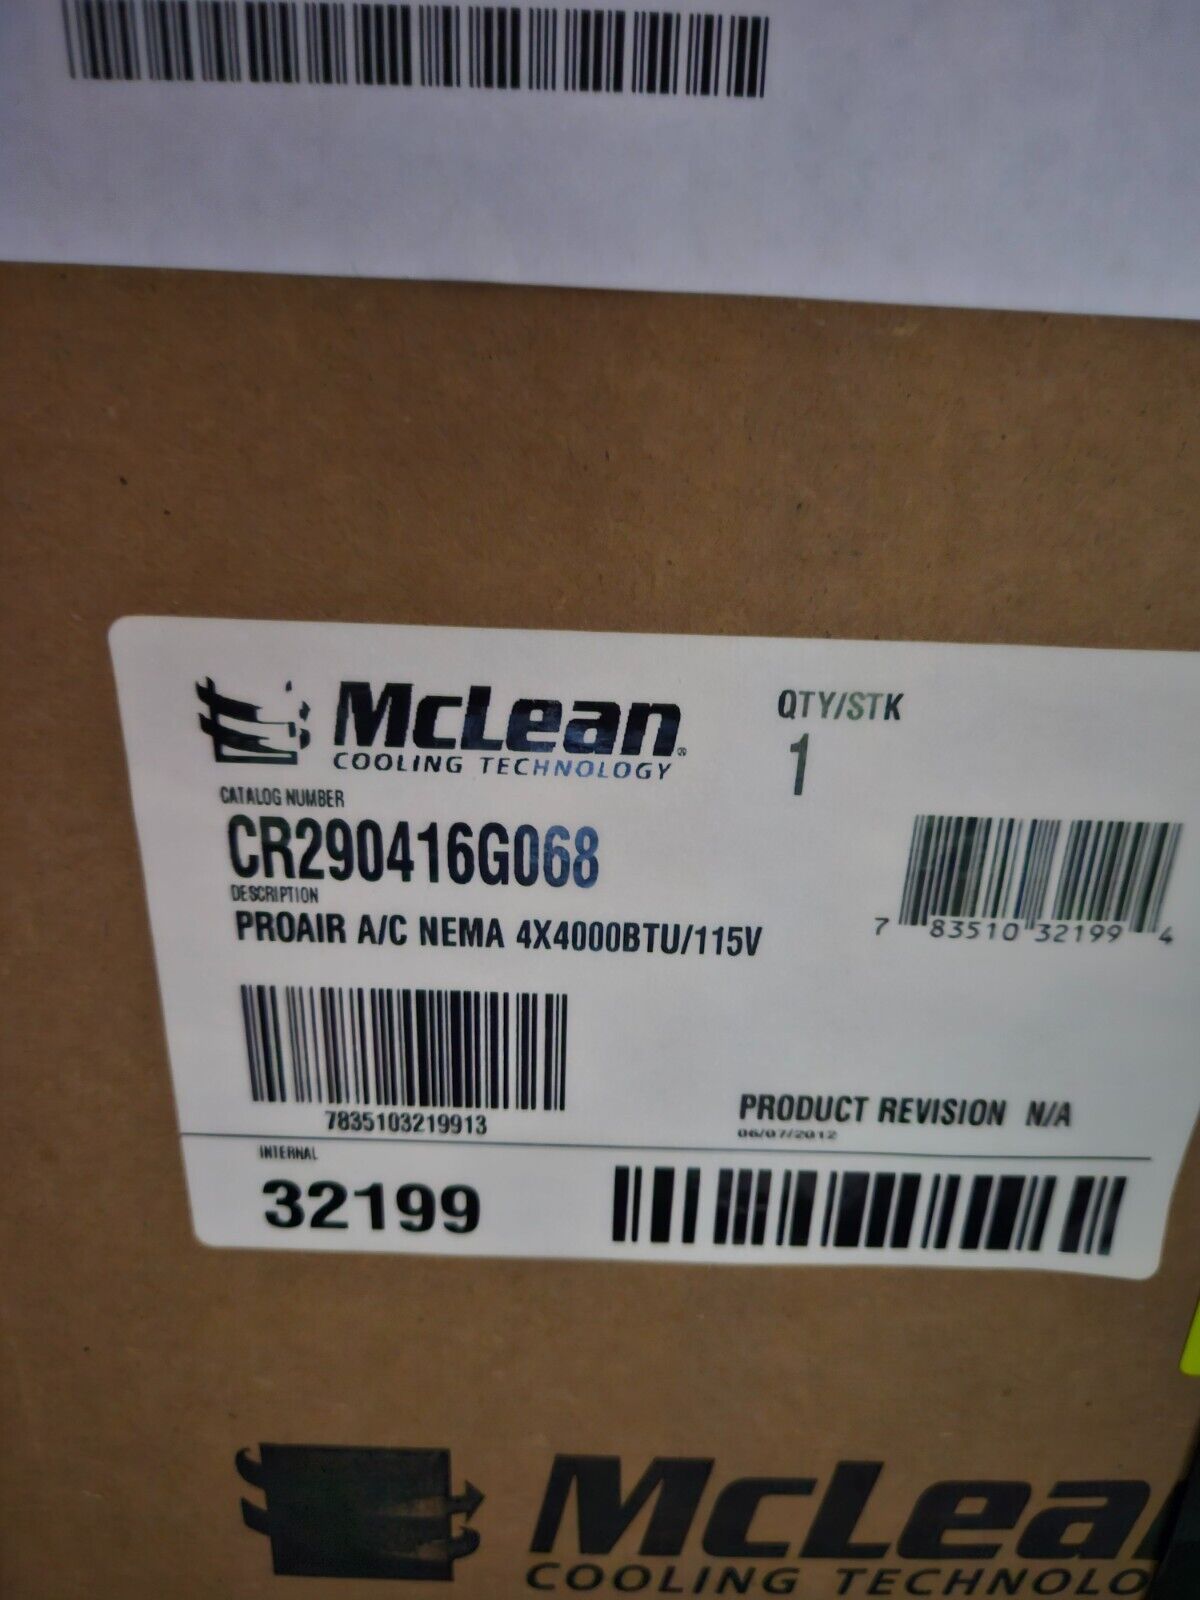 McLean®
COOLING TECHNOLOGY
QTY/STK
1
CATALOG NUMBER
CR290416G068
DESCRIPTION
PROAIR A/C NEMA 4X4000BTU/115V
7 83510 32199 4
7835103219913
PRODUCT REVISION N/A
06/07/2012
INTERNAL
32199
McLea
COOLING TECHNOLO